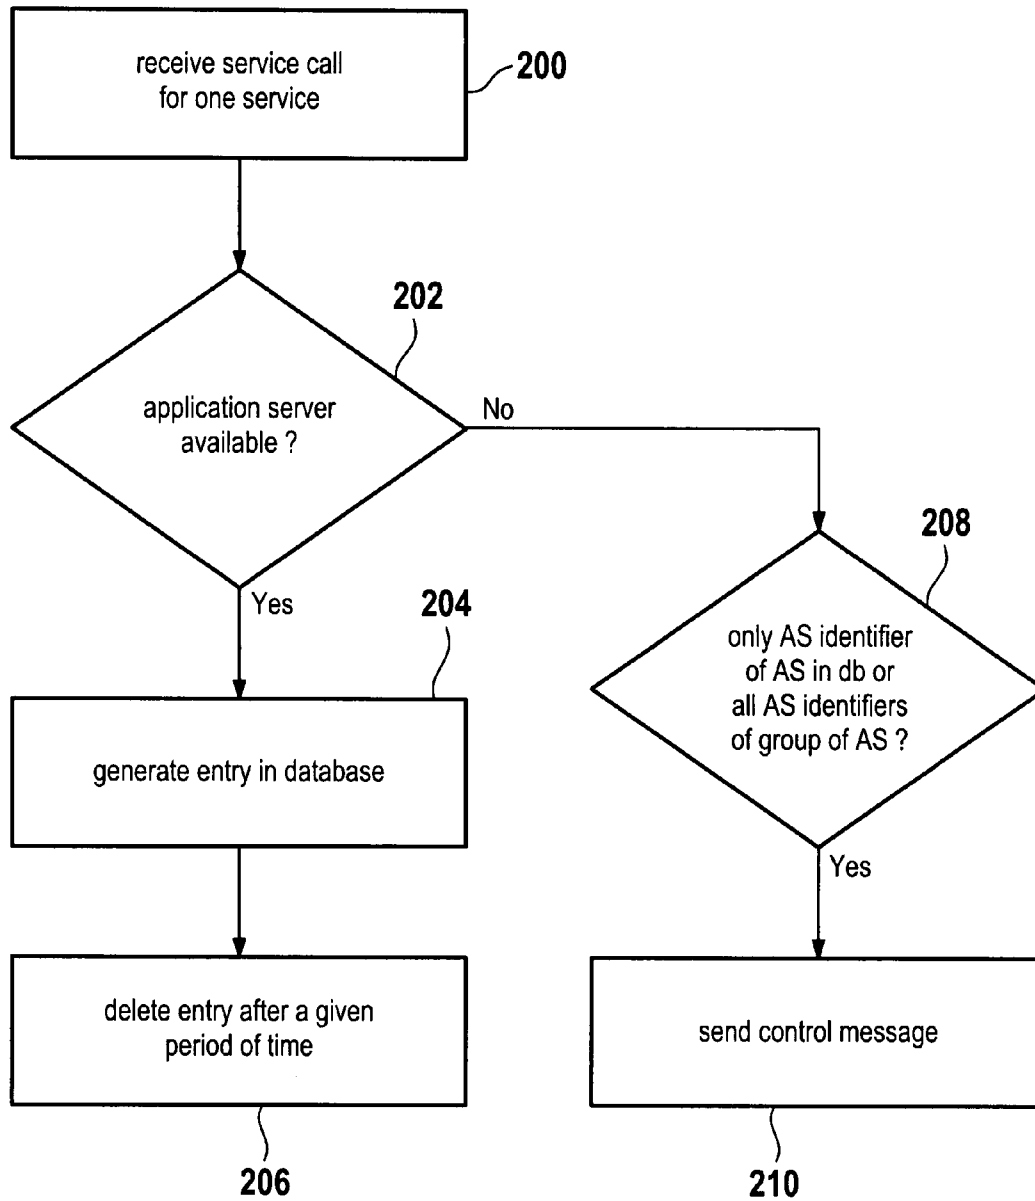 receive service call
for one service
200
202
application server
available ?
No
Yes
204
generate entry in database
delete entry after a given
period of time
206
208
only AS identifier
of AS in db or
all AS identifiers
of group of AS ?
Yes
send control message
210